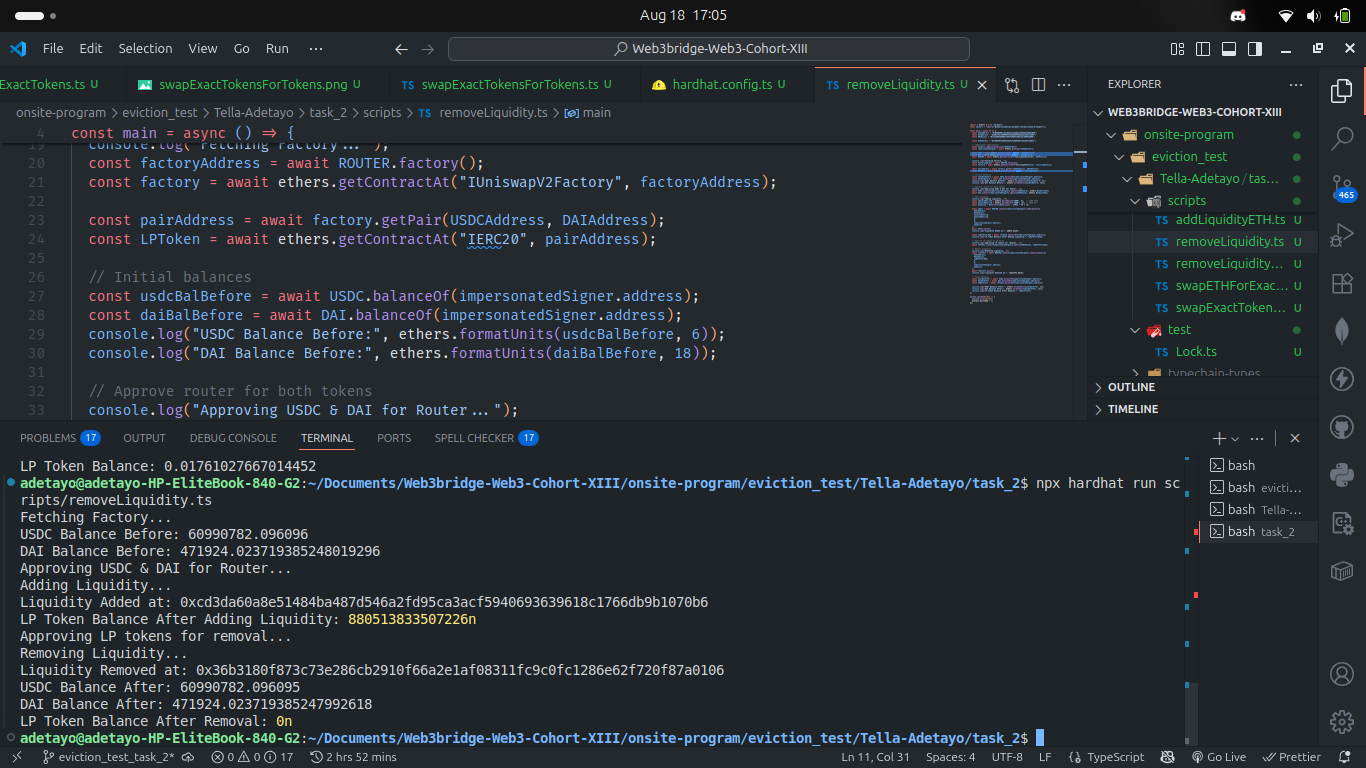 Aug 18 17:05
File Edit Selection View Go Run ···
Web3bridge-Web3-Cohort-XIII
ExactTokens.ts U
swapExactTokensForTokens.png U
TS swapExactTokensForTokens.ts U
hardhat.config.ts U
TS removeLiquidity.ts U
onsite-program > eviction_test > Tella-Adetayo > task_2 > scripts > TS removeLiquidity.ts > main
4 const main = async () => {
19 console.log("Fetching Factory...");
20 const factoryAddress = await ROUTER.factory();
21 const factory = await ethers.getContractAt("IUniswapV2Factory", factoryAddress);
22
23 const pairAddress = await factory.getPair(USDCAddress, DAIAddress);
24 const LPToken = await ethers.getContractAt("IERC20", pairAddress);
25
26 // Initial balances
27 const usdcBalBefore = await USDC.balanceOf(impersonatedSigner.address);
28 const daiBalBefore = await DAI.balanceOf(impersonatedSigner.address);
29 console.log("USDC Balance Before:", ethers.formatUnits(usdcBalBefore, 6));
30 console.log("DAI Balance Before:", ethers.formatUnits(daiBalBefore, 18));
31
32 // Approve router for both tokens
33 console.log("Approving USDC & DAI for Router...");
EXPLORER
WEB3BRIDGE-WEB3-COHORT-XIII
onsite-program
eviction_test
Tella-Adetayo / tas...
scripts
TS addLiquidityETH.ts U
TS removeLiquidity.ts U
TS removeLiquidity... U
TS swapETHForExac... U
TS swapExactToken... U
test
TS Lock.ts U
typechain-types
OUTLINE
TIMELINE
465
PROBLEMS 17 OUTPUT DEBUG CONSOLE TERMINAL PORTS SPELL CHECKER 17
LP Token Balance: 0.01761027667014452
adetayo@adetayo-HP-EliteBook-840-G2:~/Documents/Web3bridge-Web3-Cohort-XIII/onsite-program/eviction_test/Tella-Adetayo/task_2$ npx hardhat run sc
ripts/removeLiquidity.ts
Fetching Factory...
USDC Balance Before: 60990782.096096
DAI Balance Before: 471924.023719385248019296
Approving USDC & DAI for Router...
Adding Liquidity...
Liquidity Added at: 0xcd3da60a8e51484ba487d546a2fd95ca3acf5940693639618c1766db9b1070b6
LP Token Balance After Adding Liquidity: 880513833507226n
Approving LP tokens for removal...
Removing Liquidity...
Liquidity Removed at: 0x36b3180f873c73e286cb2910f66a2e1af08311fc9c0fc1286e62f720f87a0106
USDC Balance After: 60990782.096095
DAI Balance After: 471924.023719385247992618
LP Token Balance After Removal: 0n
adetayo@adetayo-HP-EliteBook-840-G2:~/Documents/Web3bridge-Web3-Cohort-XIII/onsite-program/eviction_test/Tella-Adetayo/task_2$
bash
bash evicti...
bash Tella-...
bash task_2
eviction_test_task_2* 0 0 17 2 hrs 52 mins
Ln 11, Col 31 Spaces: 4 UTF-8 LF TypeScript Go Live Prettier